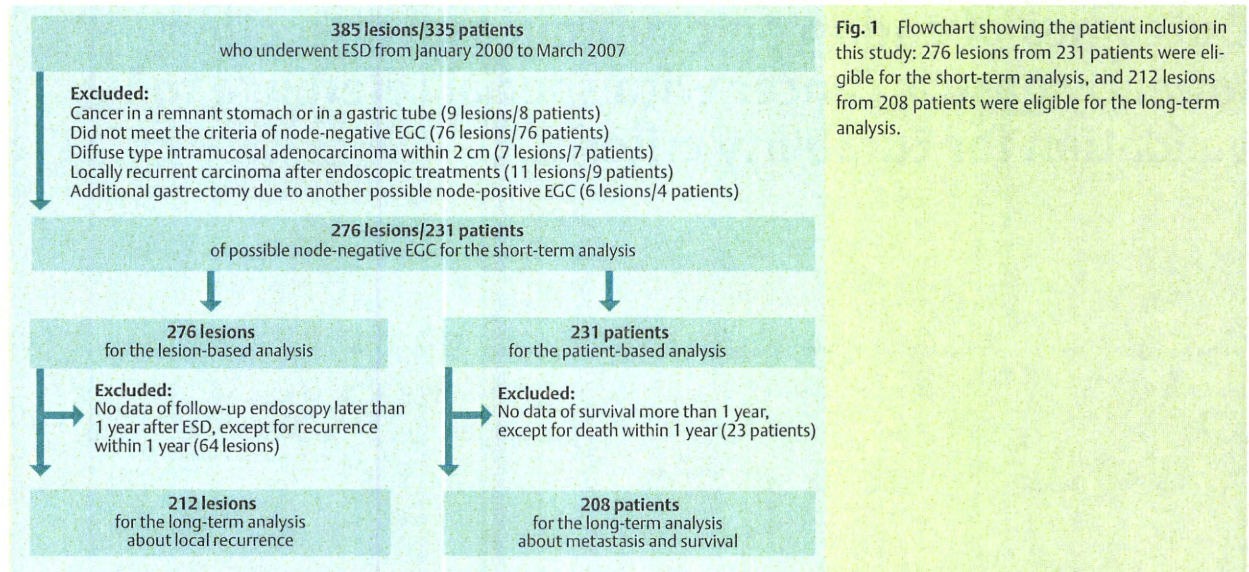 385 lesions/335 patients
who underwent ESD from January 2000 to March 2007
Excluded:
Cancer in a remnant stomach or in a gastric tube (9 lesions/8 patients)
Did not meet the criteria of node-negative EGC (76 lesions/76 patients)
Diffuse type intramucosal adenocarcinoma within 2 cm (7 lesions/7 patients)
Locally recurrent carcinoma after endoscopic treatments (11 lesions/9 patients)
Additional gastrectomy due to another possible node-positive EGC (6 lesions/4 patients)
276 lesions/231 patients
of possible node-negative EGC for the short-term analysis
276 lesions
for the lesion-based analysis
Excluded:
No data of follow-up endoscopy later than
1 year after ESD, except for recurrence
within 1 year (64 lesions)
212 lesions
for the long-term analysis
about local recurrence
231 patients
for the patient-based analysis
Excluded:
No data of survival more than 1 year,
except for death within 1 year (23 patients)
208 patients
for the long-term analysis
about metastasis and survival
Fig. 1 Flowchart showing the patient inclusion in
this study: 276 lesions from 231 patients were eli-
gible for the short-term analysis, and 212 lesions
from 208 patients were eligible for the long-term
analysis.